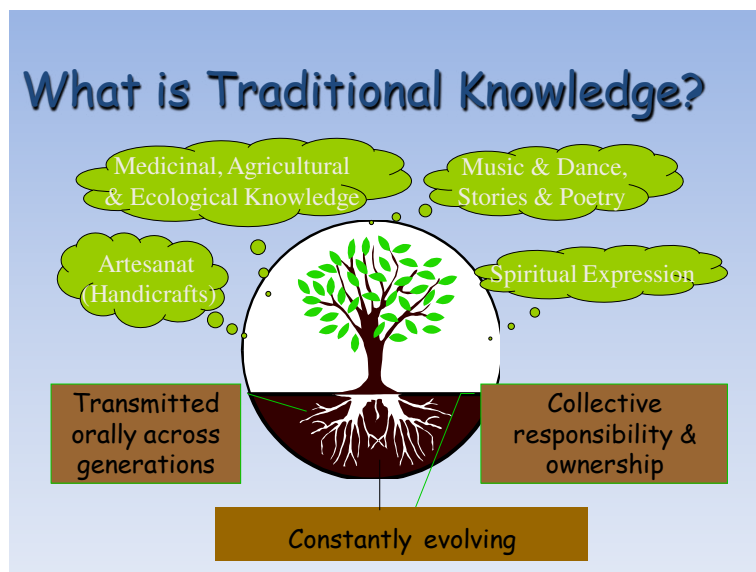 What is Traditional Knowledge?
Medicinal, Agricultural
& Ecological Knowledge
Music & Dance,
Stories & Poetry
Artesanat
(Handicrafts)
Spiritual Expression
Transmitted
orally across
generations
Collective
responsibility &
ownership
Constantly evolving